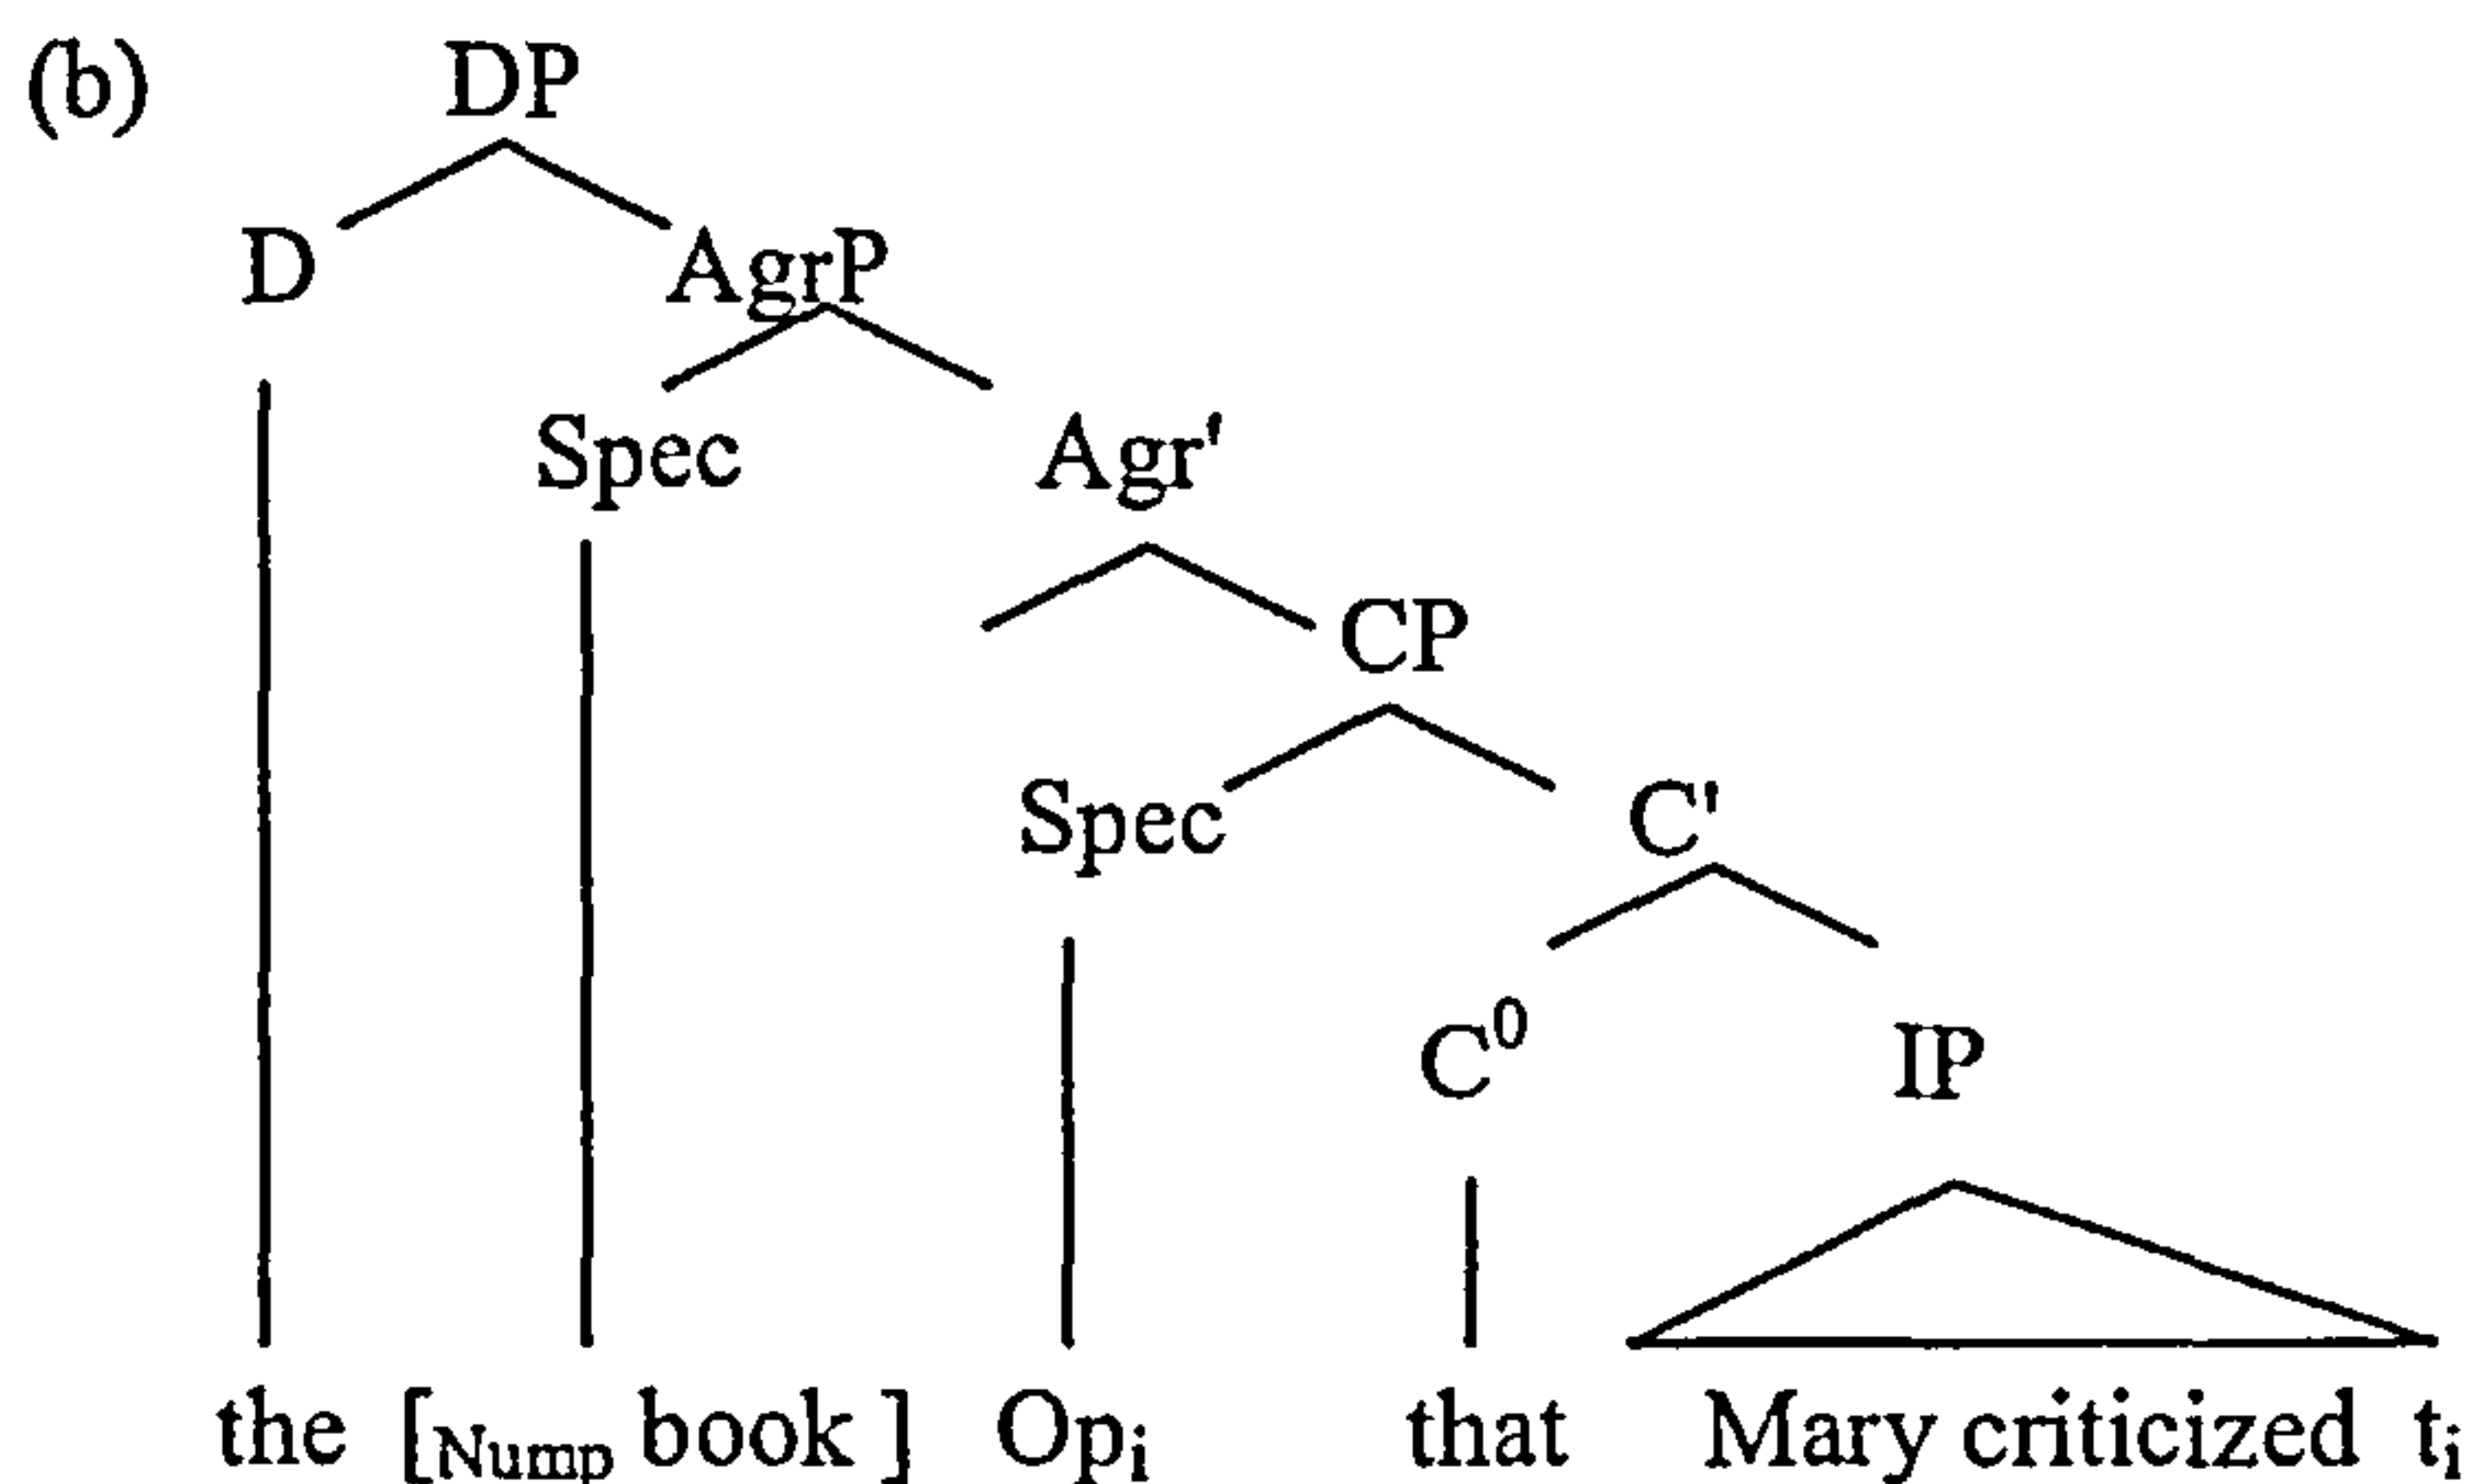 (b) DP
D AgrP
Spec Agr'
CP
Spec C'
C⁰ IP
the [Nump book ] Opi that Mary criticized ti